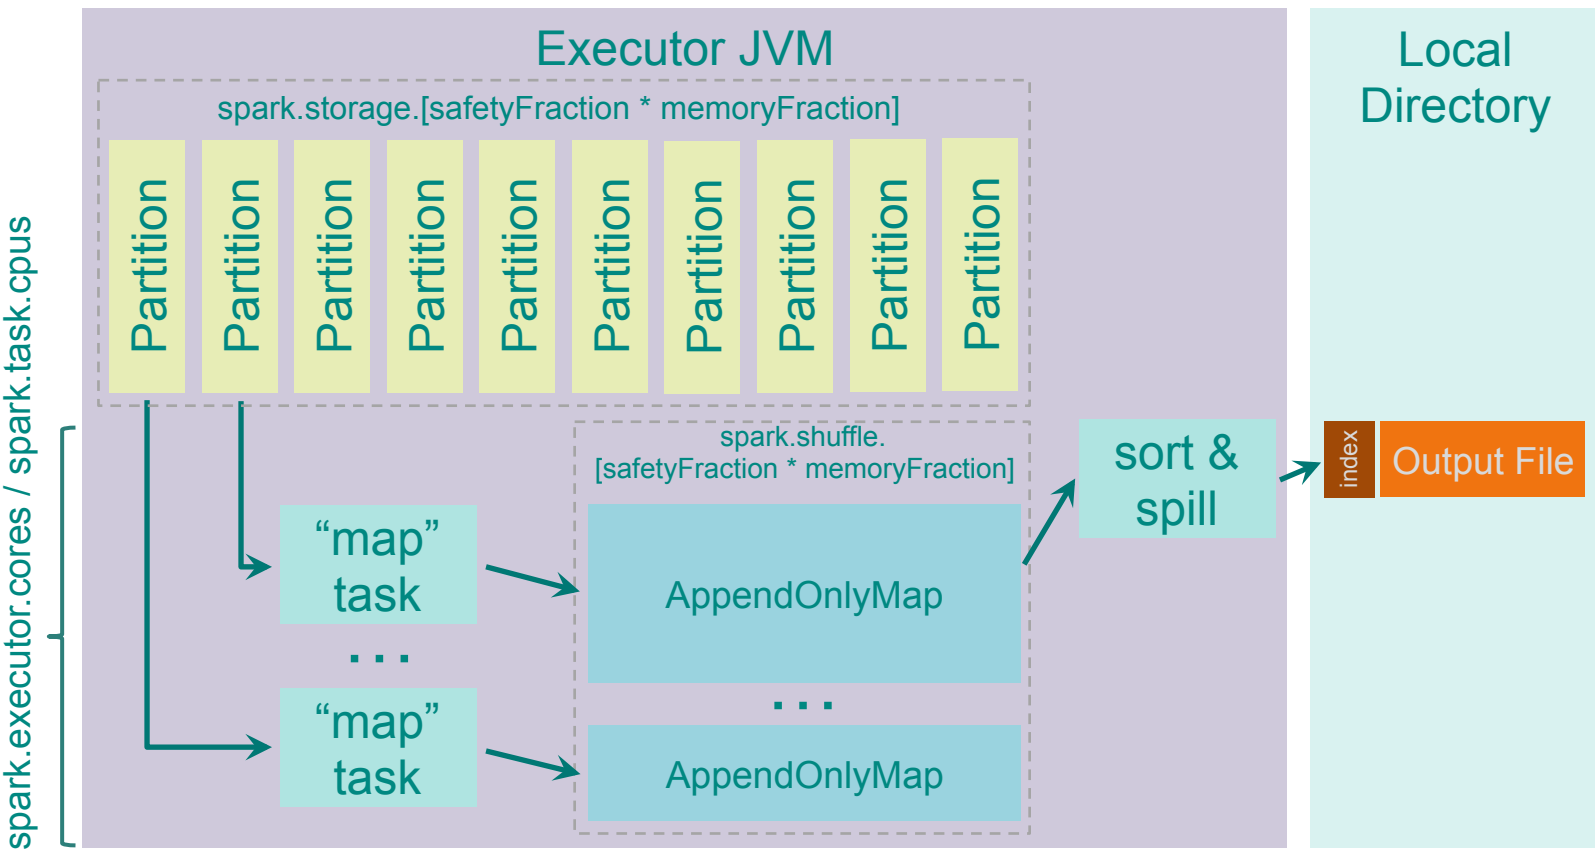 Executor JVM
Local
Directory
spark.storage.[safetyFraction * memoryFraction]
Partition
Partition
Partition
Partition
Partition
Partition
Partition
Partition
Partition
Partition
spark.executor.cores / spark.task.cpus
spark.shuffle.
[safetyFraction * memoryFraction]
sort &
spill
index
Output File
“map”
task
AppendOnlyMap
...
...
“map”
task
AppendOnlyMap